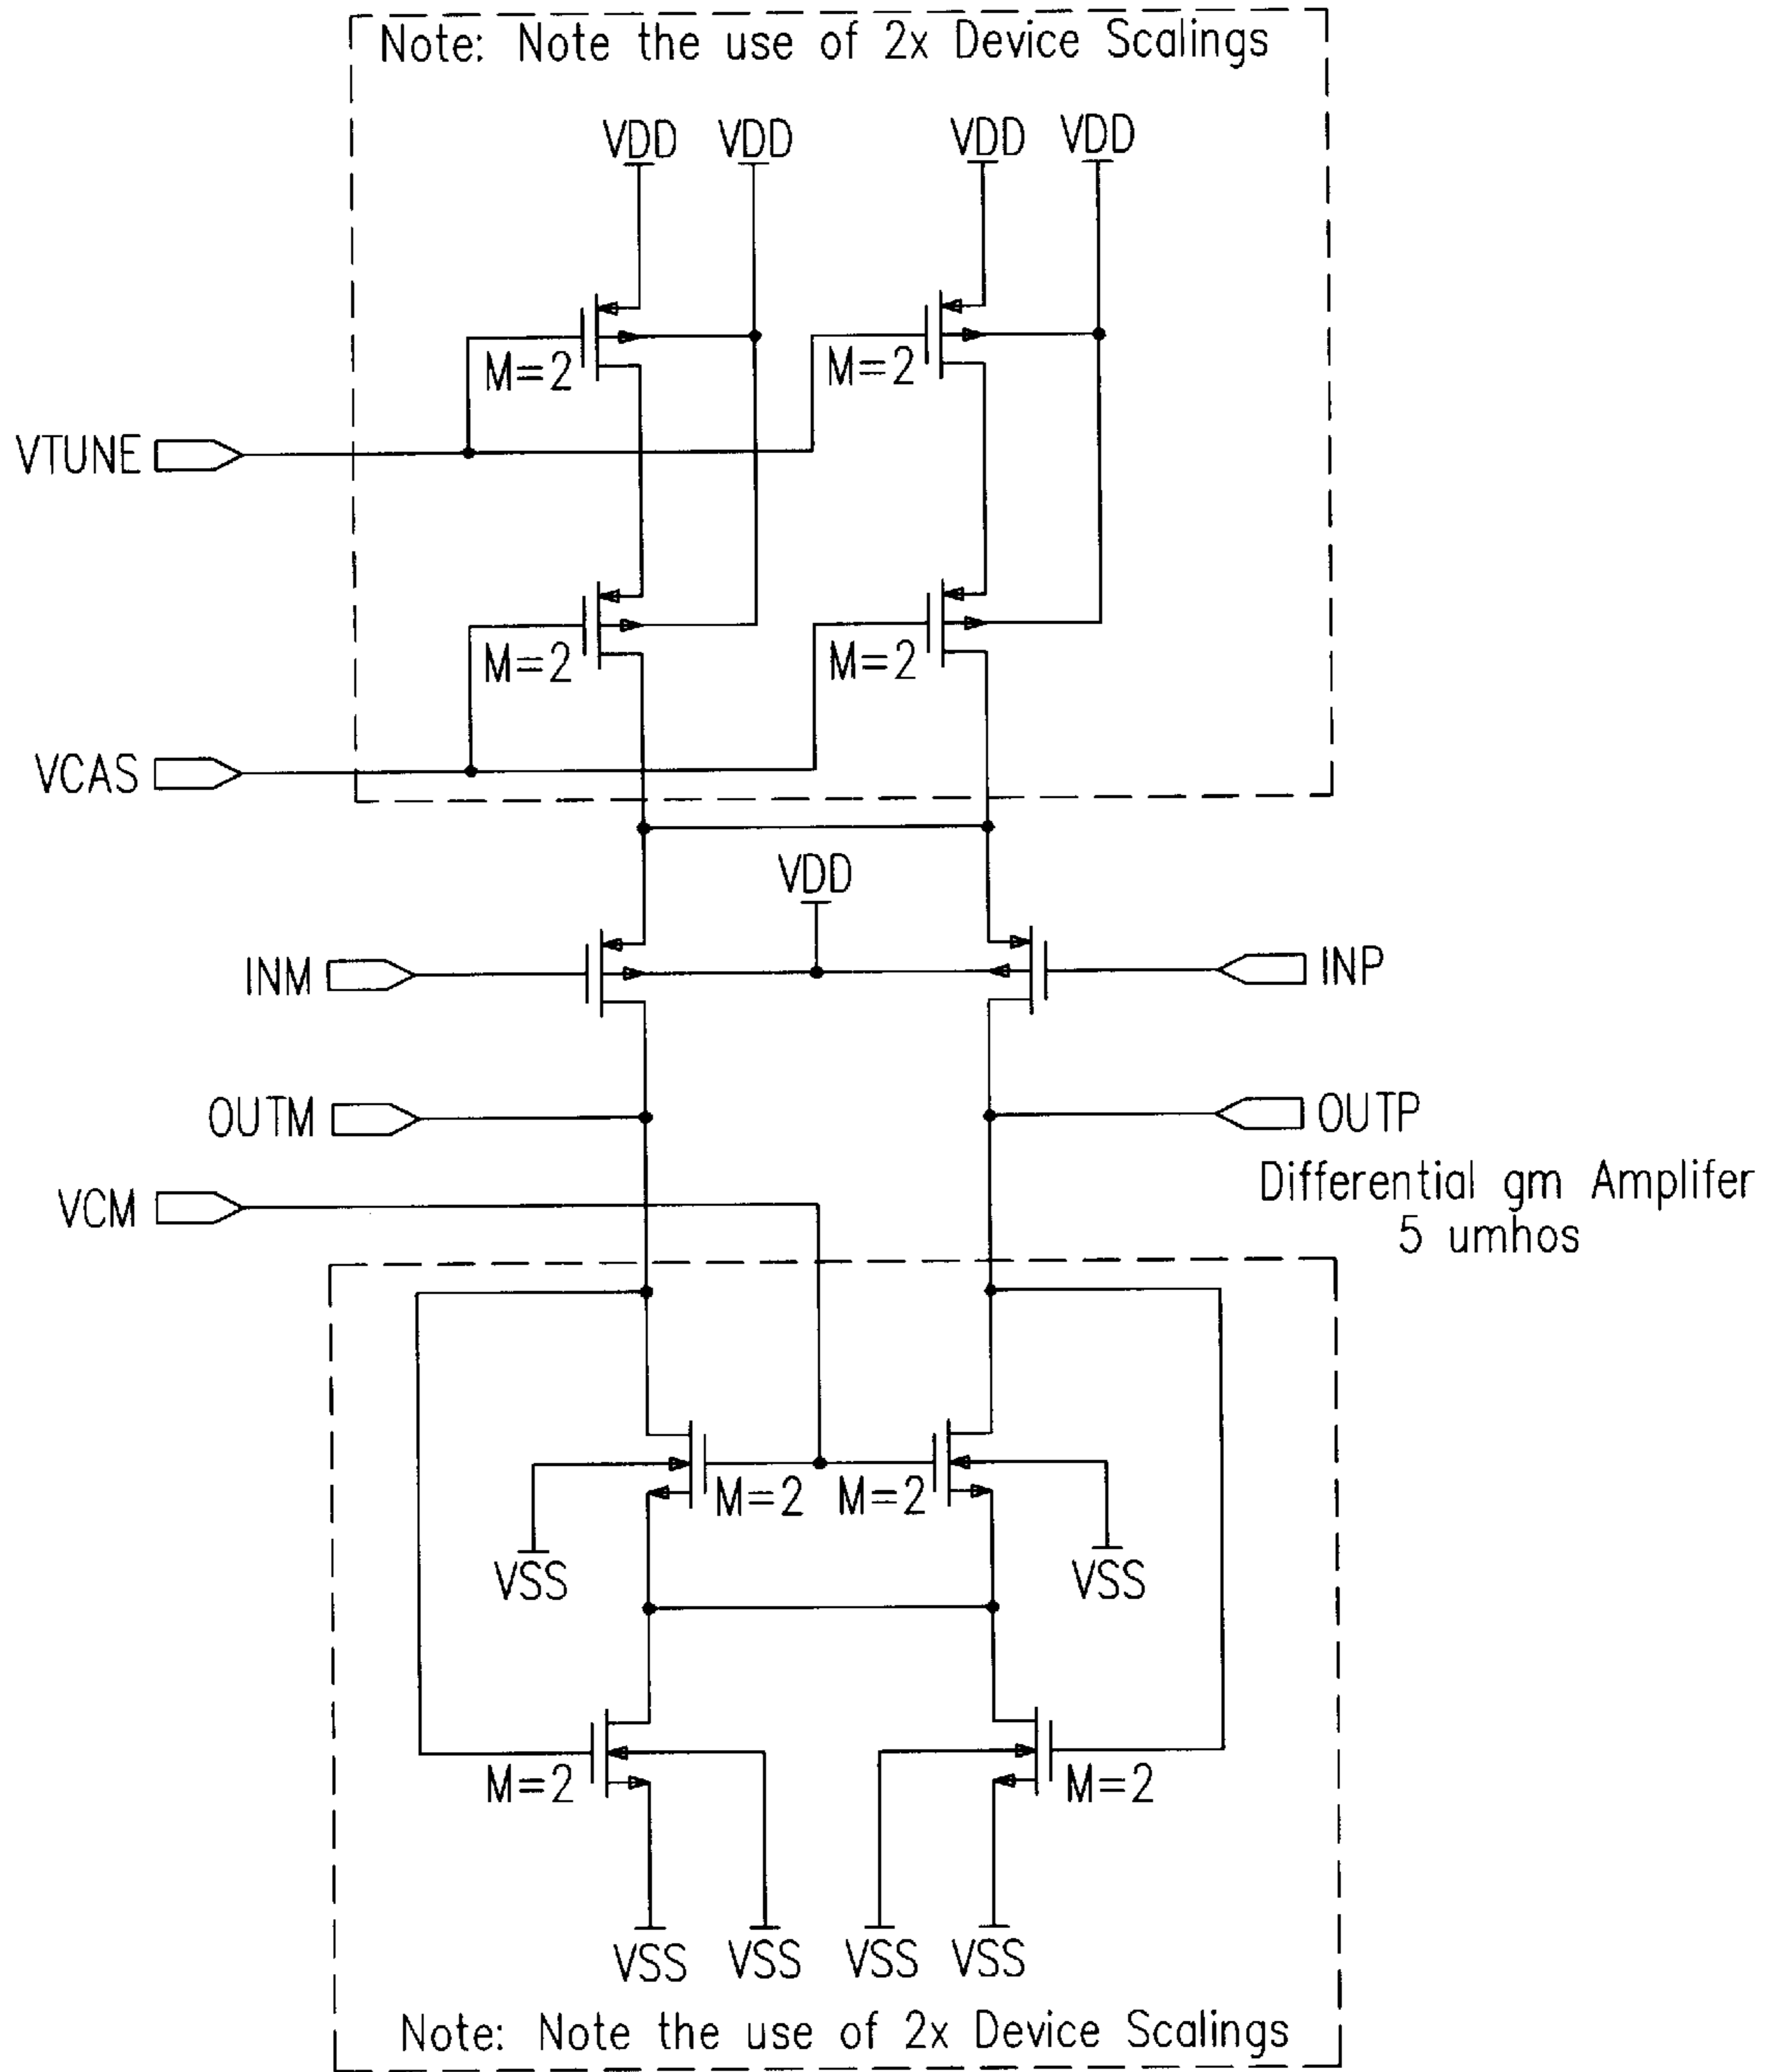 Note: Note the use of 2x Device Scalings
VDD VDD VDD VDD
M=2 M=2
VTUNE
M=2 M=2
VCAS
VDD
INM INP
OUTM OUTP
Differential gm Amplifer
VCM
5 umhos
M=2 M=2
VSS VSS
M=2 M=2
VSS VSS VSS VSS
Note: Note the use of 2x Device Scalings